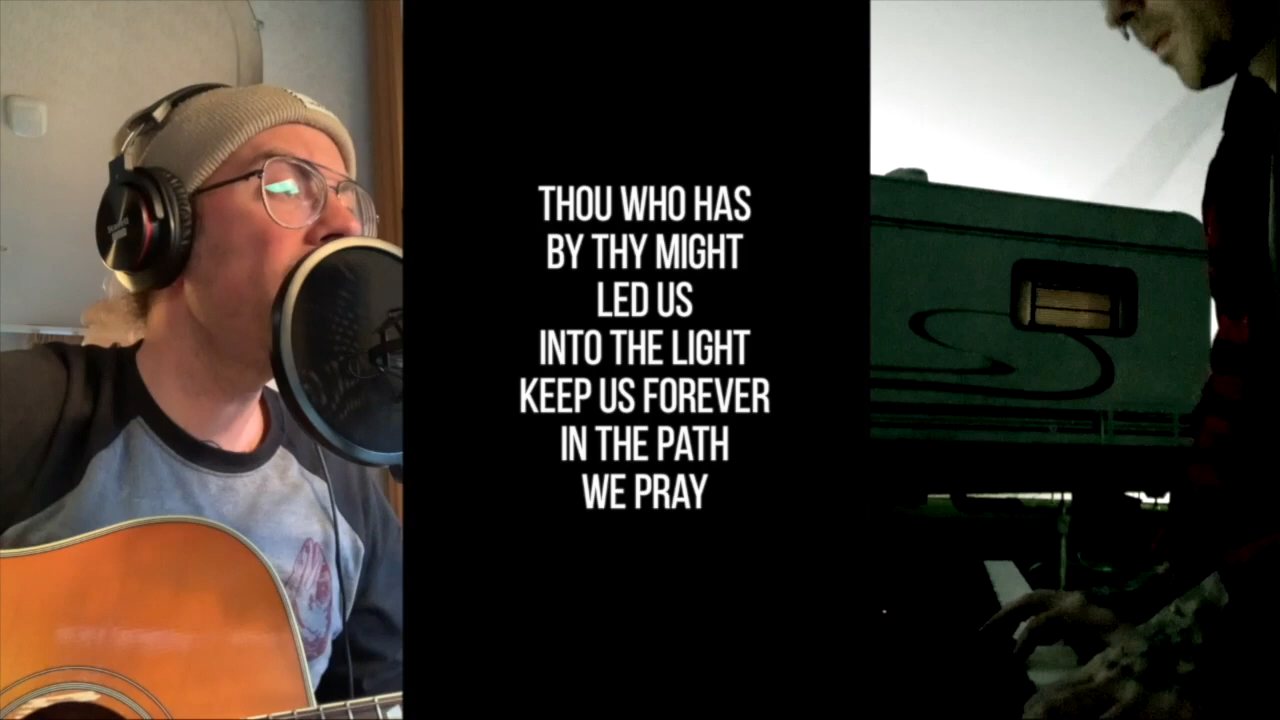 THOU WHO HAS
BY THY MIGHT
LED US
INTO THE LIGHT
KEEP US FOREVER
IN THE PATH
WE PRAY